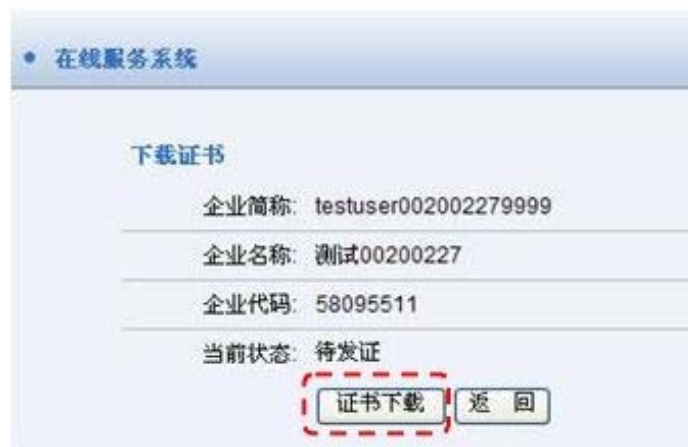 在线服务系统
下载证书
企业简称: testuser002002279999
企业名称: 测试00200227
企业代码: 58095511
当前状态: 待发证
证书下载 返 回